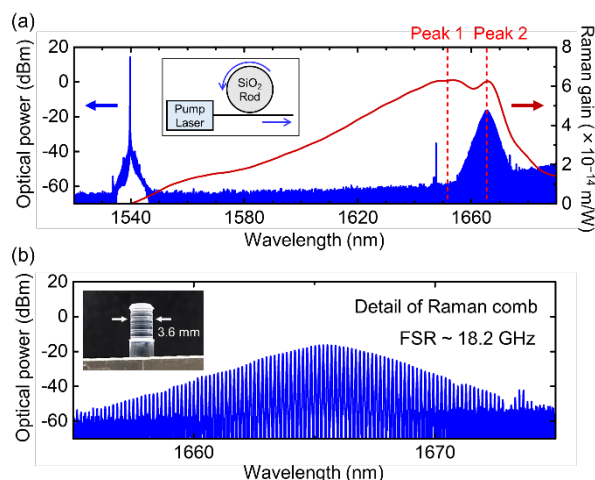 (a)
Peak 1 Peak 2
20
0
-20
-40
-60
Optical power (dBm)
SiO2
Rod
Pump
Laser
8
6
4
2
0
Raman gain (×10⁻¹⁴ m/W)
1540 1580 1620 1660
Wavelength (nm)
(b)
20
0
-20
-40
-60
Optical power (dBm)
3.6 mm
Detail of Raman comb
FSR ~ 18.2 GHz
1660 1670
Wavelength (nm)